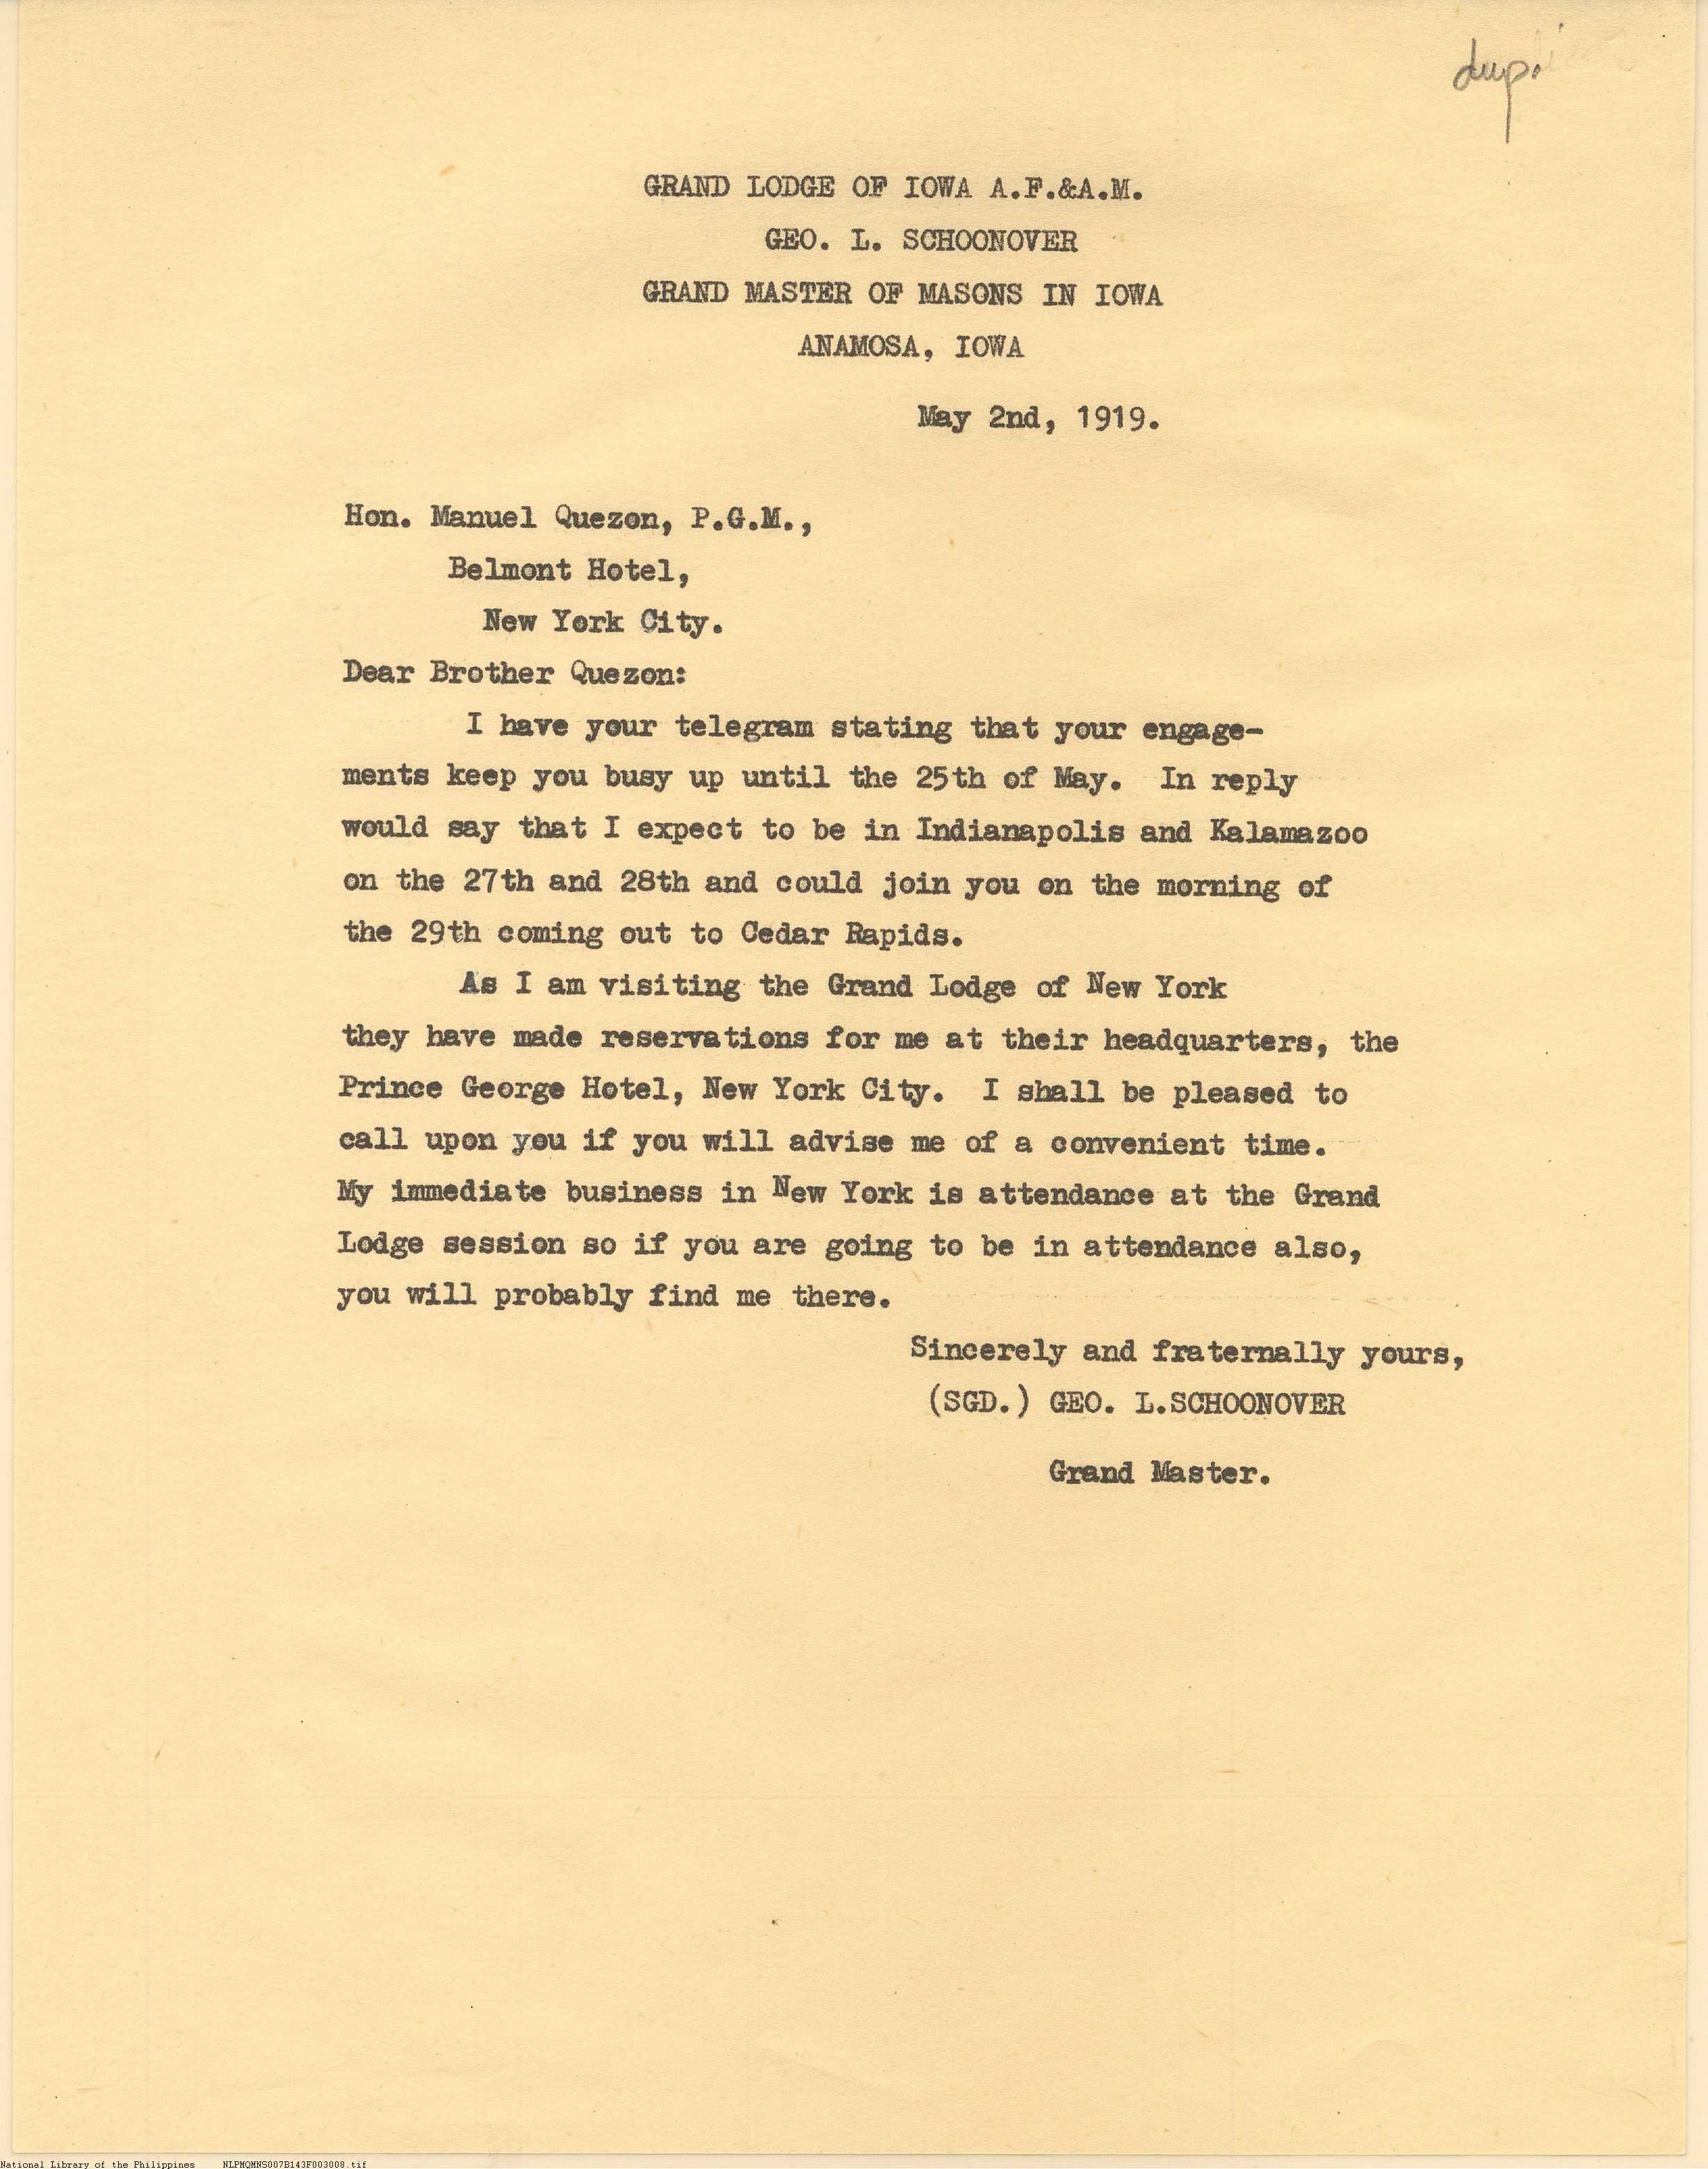 dup.
GRAND LODGE OF IOWA A.F.&A.M.
GEO. L. SCHOONOVER
GRAND MASTER OF MASONS IN IOWA
ANAMOSA, IOWA
May 2nd, 1919.
Hon. Manuel Quezon, P.G.M.,
Belmont Hotel,
New York City.
Dear Brother Quezon:
I have your telegram stating that your engage-
ments keep you busy up until the 25th of May. In reply
would say that I expect to be in Indianapolis and Kalamazoo
on the 27th and 28th and could join you on the morning of
the 29th coming out to Cedar Rapids.
As I am visiting the Grand Lodge of New York
they have made reservations for me at their headquarters, the
Prince George Hotel, New York City. I shall be pleased to
call upon you if you will advise me of a convenient time.
My immediate business in New York is attendance at the Grand
Lodge session so if you are going to be in attendance also,
you will probably find me there.
Sincerely and fraternally yours,
(SGD.) GEO. L.SCHOONOVER
Grand Master.
National Library of the Philippines NLPMQMNS007B143F003008.tif